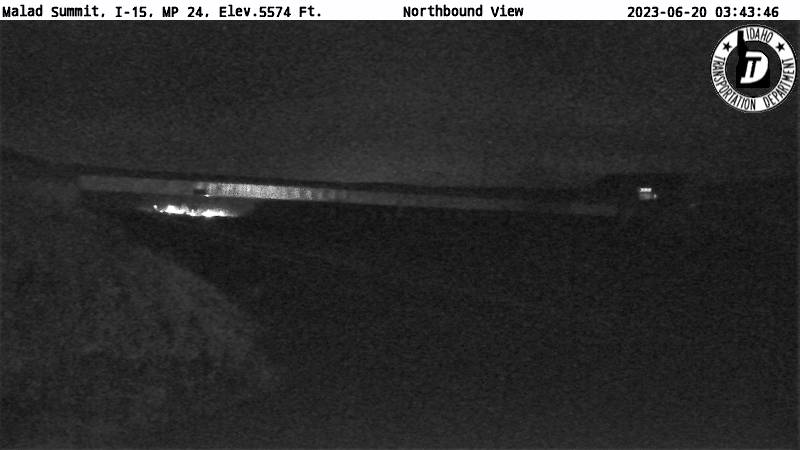 Malad Summit, I-15, MP 24, Elev.5574 Ft. Northbound View 2023-06-20 03:43:46
IDAHO
TRANSPORTATION DEPARTMENT